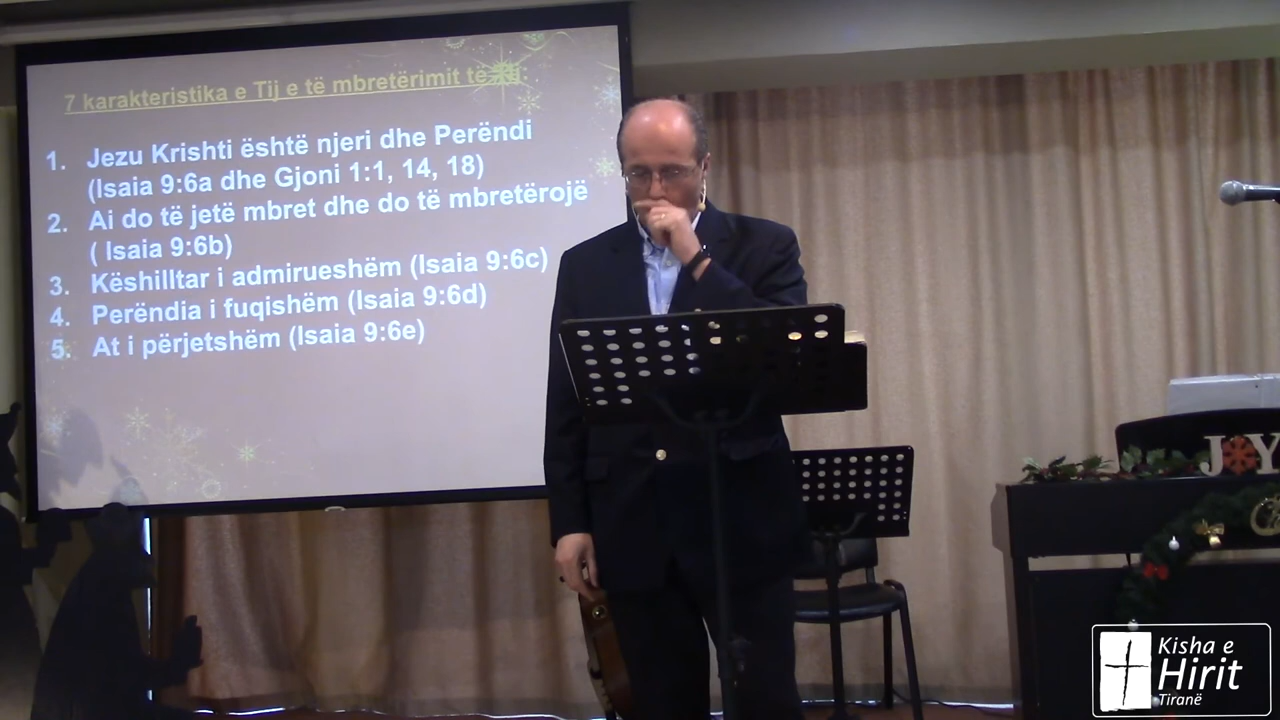 7 karakteristika e Tij e të mbretërimit të
1. Jezu Krishti është njeri dhe Perëndi
(Isaia 9:6a dhe Gjoni 1:1, 14, 18)
2. Ai do të jetë mbret dhe do të mbretërojë
( Isaia 9:6b)
3. Këshilltar i admirueshëm (Isaia 9:6c)
4. Perëndia i fuqishëm (Isaia 9:6d)
5. At i përjetshëm (Isaia 9:6e)
JOY
Kisha e
Hirit
Tiranë